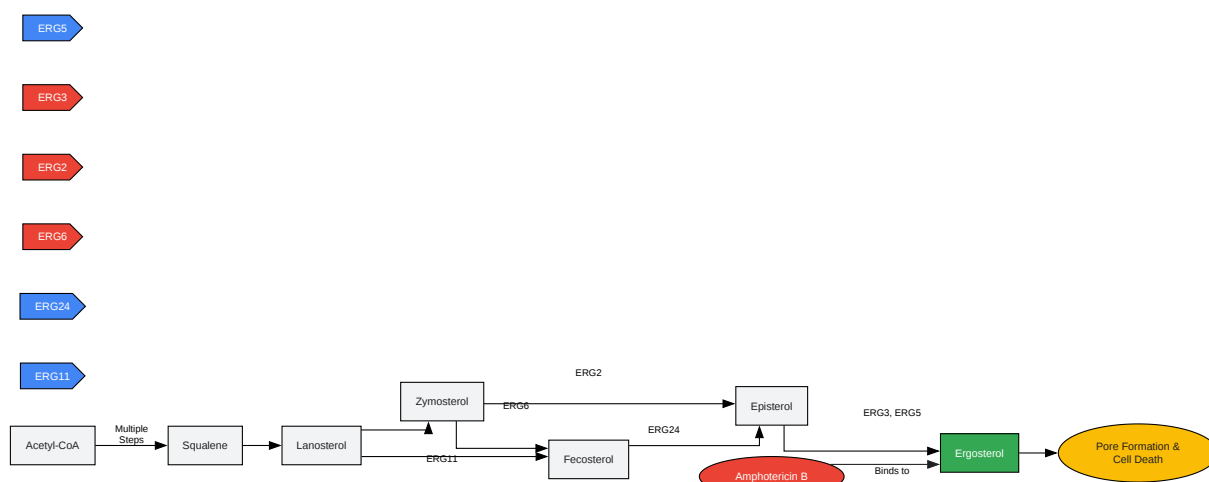 ERG5
ERG3
ERG2
ERG6
ERG24
ERG11
ERG2
Zymosterol
ERG6
Episterol
ERG3, ERG5
Acetyl-CoA
Multiple
Steps
Squalene
Lanosterol
ERG11
Fecosterol
ERG24
Amphotericin B
Binds to
Ergosterol
Pore Formation &
Cell Death